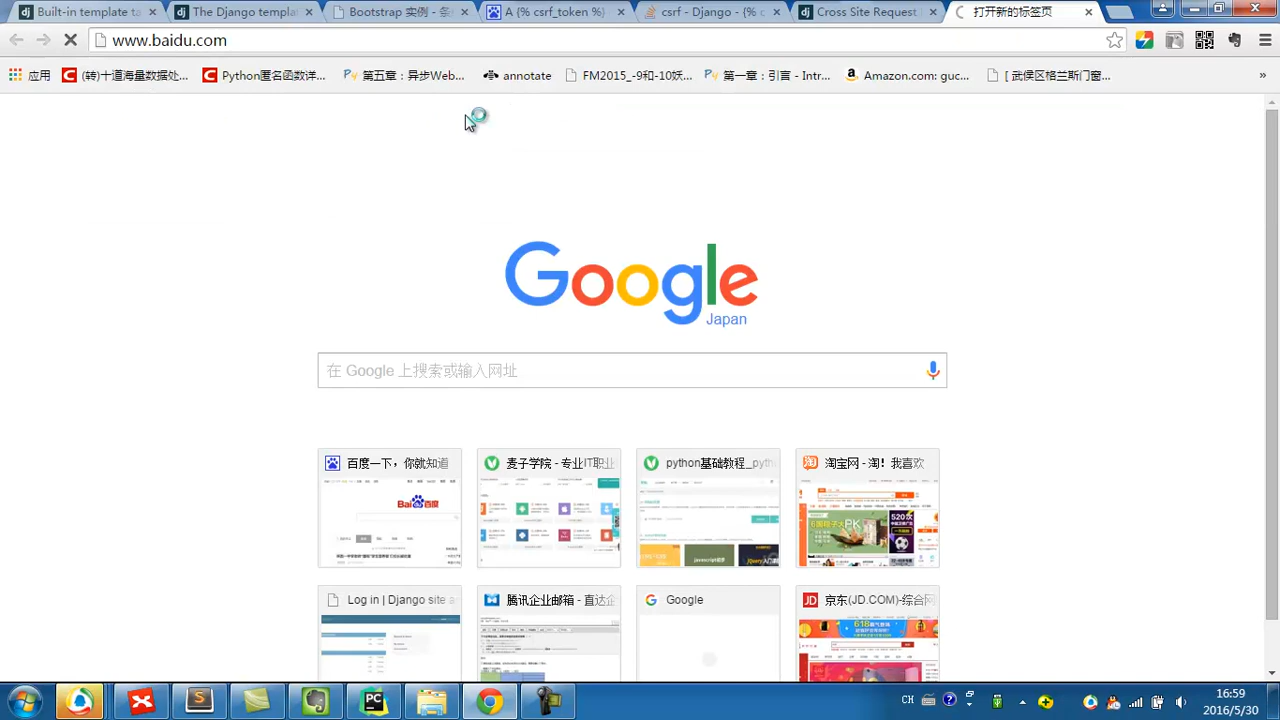 Built-in template ta
The Django templa
Bootstrap 实例 - 条
A {% csrf_token %}
csrf - Django - {% c
Cross Site Request
打开新的标签页
www.baidu.com
应用
(转)十道海量数据处...
Python匿名函数详...
第五章：异步Web...
annotate
FM2015_-9和-10妖...
第一章：引言 - Intr...
Amazon.com: guc...
[ 武侯区格兰斯门窗...
»
Google
Japan
在 Google 上搜索或输入网址
百度一下，你就知道
麦子学院 - 专业IT职业
python基础教程_pyth
淘宝网 - 淘！我喜欢
Bai 百度
Log in | Django site a
腾讯企业邮箱 - 直达企
Google
京东(JD.COM)-综合网
CH
16:59
2016/5/30